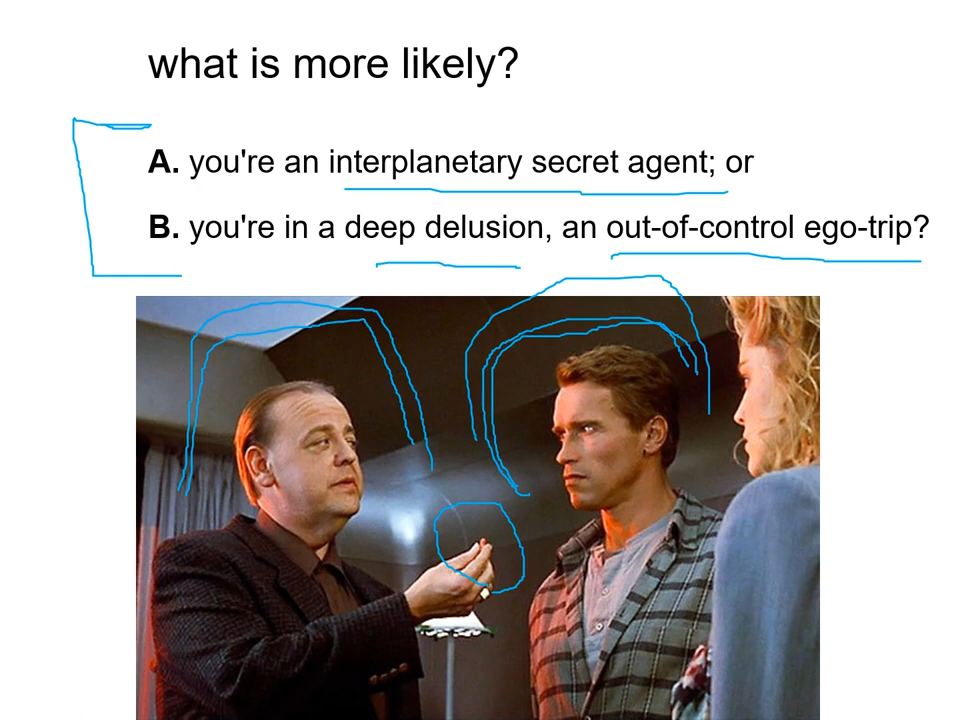 what is more likely?
A. you're an interplanetary secret agent; or
B. you're in a deep delusion, an out-of-control ego-trip?